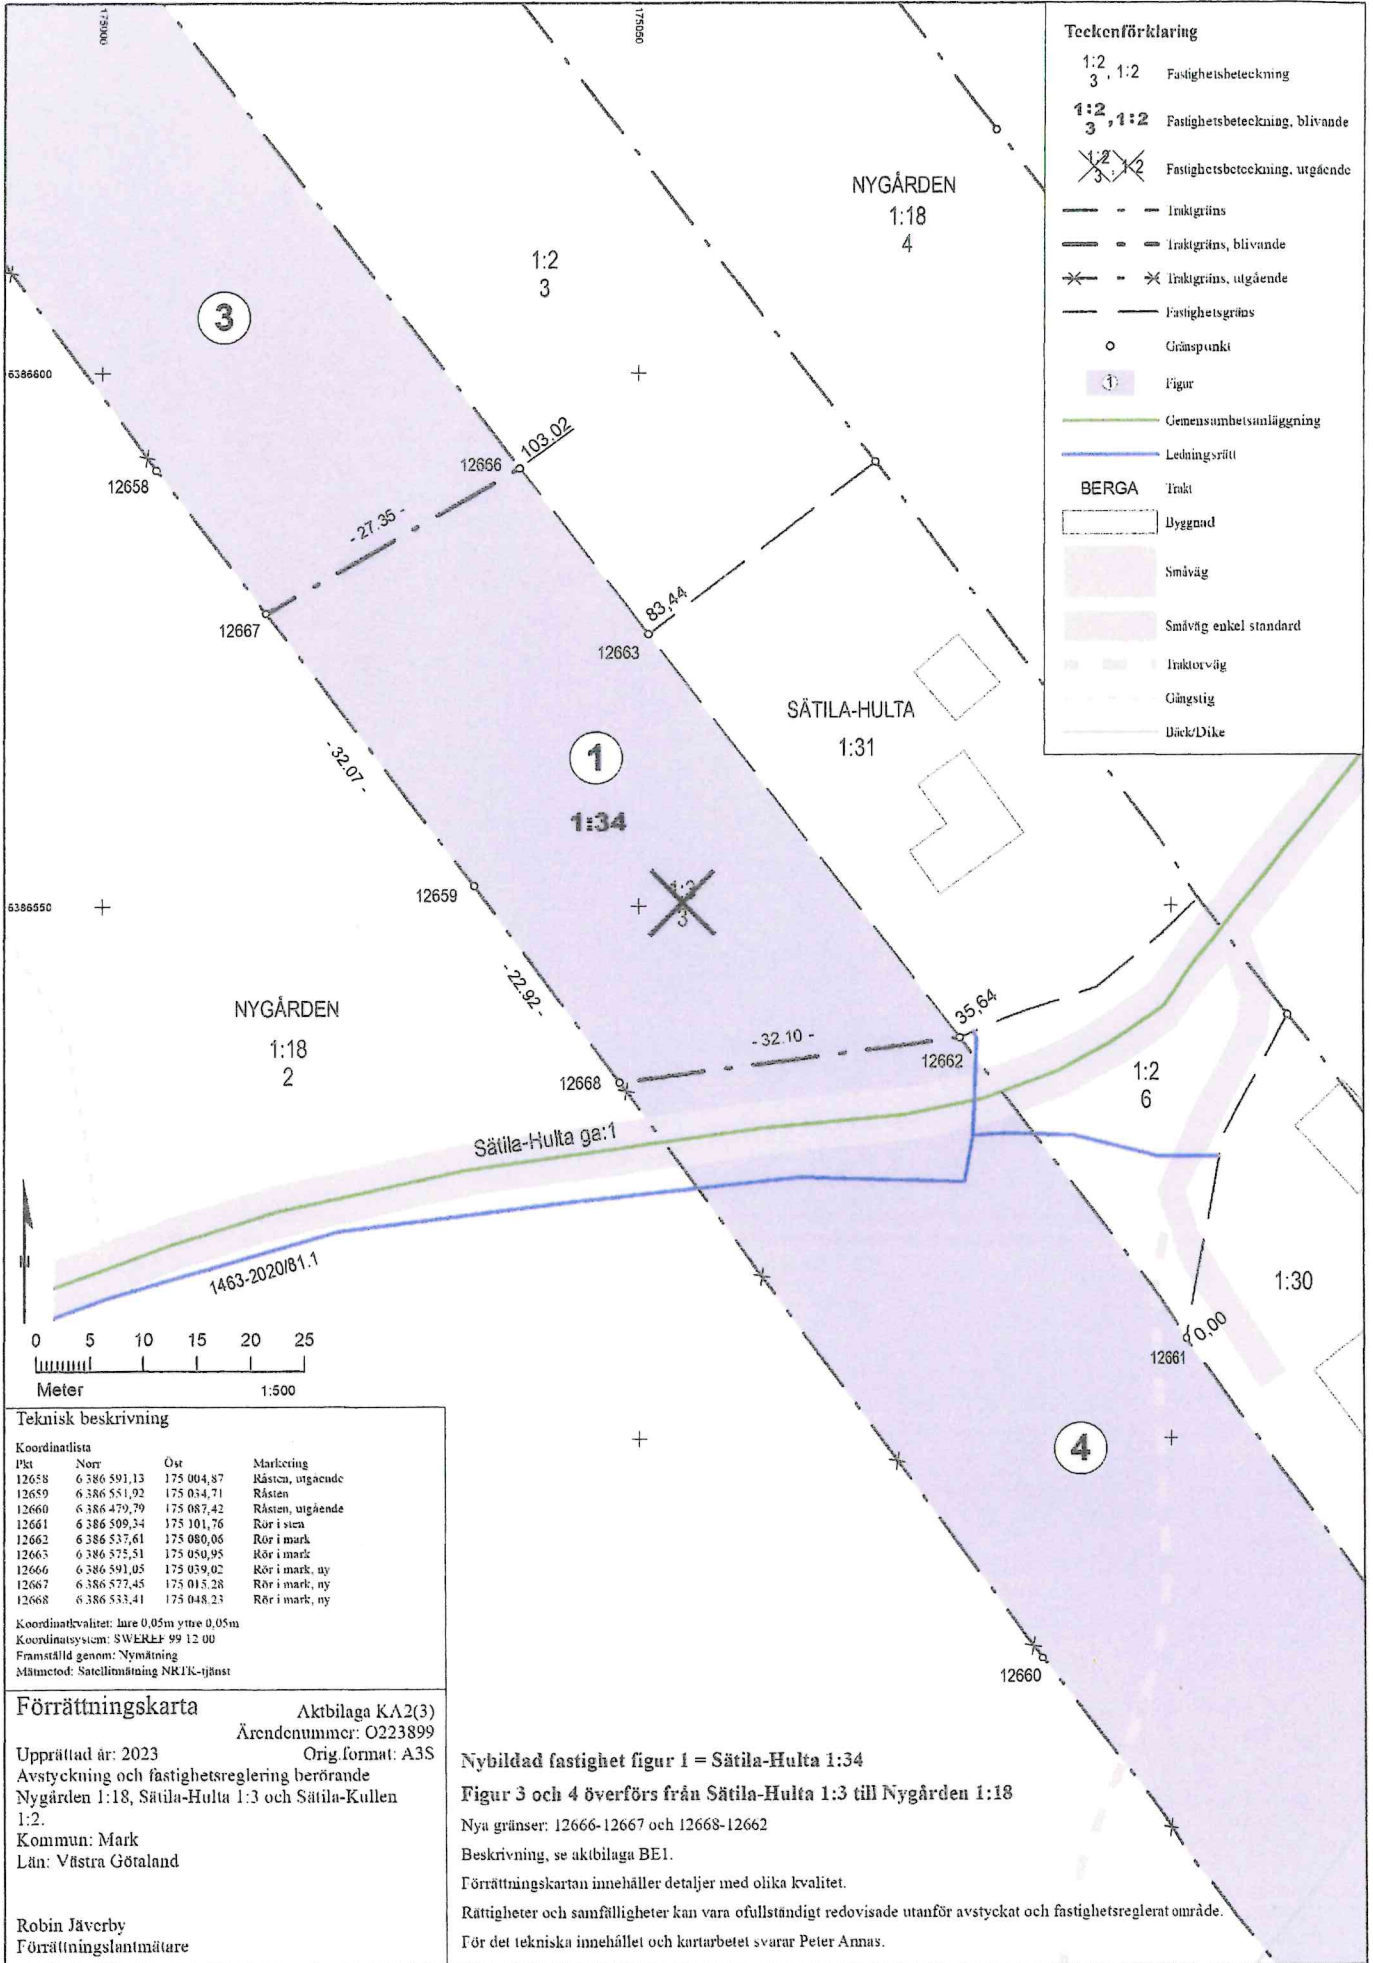 175000
175050
Teckenförklaring
1:2
3 , 1:2 Fastighetsbeteckning
1:2
3 , 1:2 Fastighetsbeteckning, blivande
1:2
3 , 1:2 Fastighetsbeteckning, utgående
Traktgräns
Traktgräns, blivande
Traktgräns, utgående
Fastighetsgräns
Gränspunkt
1 Figur
Gemensamhetsanläggning
Ledningsrätt
BERGA Trakt
Byggnad
Småväg
Småväg enkel standard
Traktorväg
Gångstig
Bäck/Dike
NYGÅRDEN
1:18
4
1:2
3
3
6386600
103.02
12666
12658
- 27.35 -
83,44
12667
12663
SÄTILA-HULTA
1:31
- 32.07 -
1
1:34
12659
3
6386550
- 22.92 -
NYGÅRDEN
1:18
2
35,64
- 32.10 -
12662
12668
1:2
6
Sätila-Hulta ga:1
1463-2020/81.1
1:30
N
0 5 10 15 20 25
Meter 1:500
0,00
12661
4
12660
Teknisk beskrivning
Koordinatlista
Pkt Norr Öst Markering
12658 6 386 591,13 175 004,87 Råsten, utgående
12659 6 386 551,92 175 034,71 Råsten
12660 6 386 479,79 175 087,42 Råsten, utgående
12661 6 386 509,34 175 101,76 Rör i sten
12662 6 386 537,61 175 080,06 Rör i mark
12663 6 386 575,51 175 050,95 Rör i mark
12666 6 386 591,05 175 039,02 Rör i mark, ny
12667 6 386 577,45 175 015,28 Rör i mark, ny
12668 6 386 533,41 175 048,23 Rör i mark, ny
Koordinatkvalitet: Inre 0,05m yttre 0,05m
Koordinatsystem: SWEREF 99 12 00
Framställd genom: Nymätning
Mätmetod: Satellitmätning NRTK-tjänst
Förrättningskarta Aktbilaga KA2(3)
Ärendenummer: O223899
Upprättad år: 2023 Orig.format: A3S
Avstyckning och fastighetsreglering berörande
Nygården 1:18, Sätila-Hulta 1:3 och Sätila-Kullen
1:2.
Kommun: Mark
Län: Västra Götaland
Robin Jäverby
Förrättningslantmätare
Nybildad fastighet figur 1 = Sätila-Hulta 1:34
Figur 3 och 4 överförs från Sätila-Hulta 1:3 till Nygården 1:18
Nya gränser: 12666-12667 och 12668-12662
Beskrivning, se aktbilaga BE1.
Förrättningskartan innehåller detaljer med olika kvalitet.
Rättigheter och samfälligheter kan vara ofullständigt redovisade utanför avstyckat och fastighetsreglerat område.
För det tekniska innehållet och kartarbetet svarar Peter Annas.